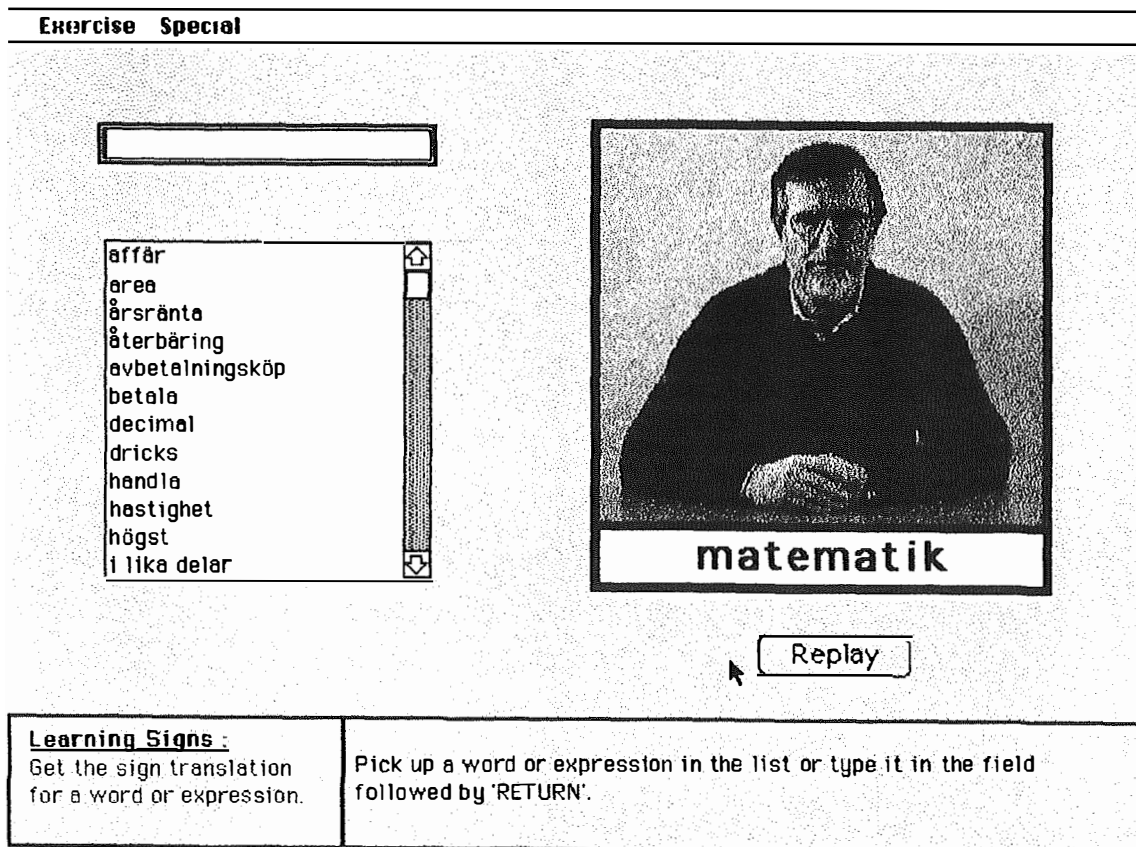 Exercise Special
affär
area
årsränta
återbäring
avbetalningsköp
betala
decimal
dricks
handla
hastighet
högst
i lika delar
matematik
Replay
Learning Signs :
Get the sign translation
for a word or expression.
Pick up a word or expression in the list or type it in the field
followed by 'RETURN'.